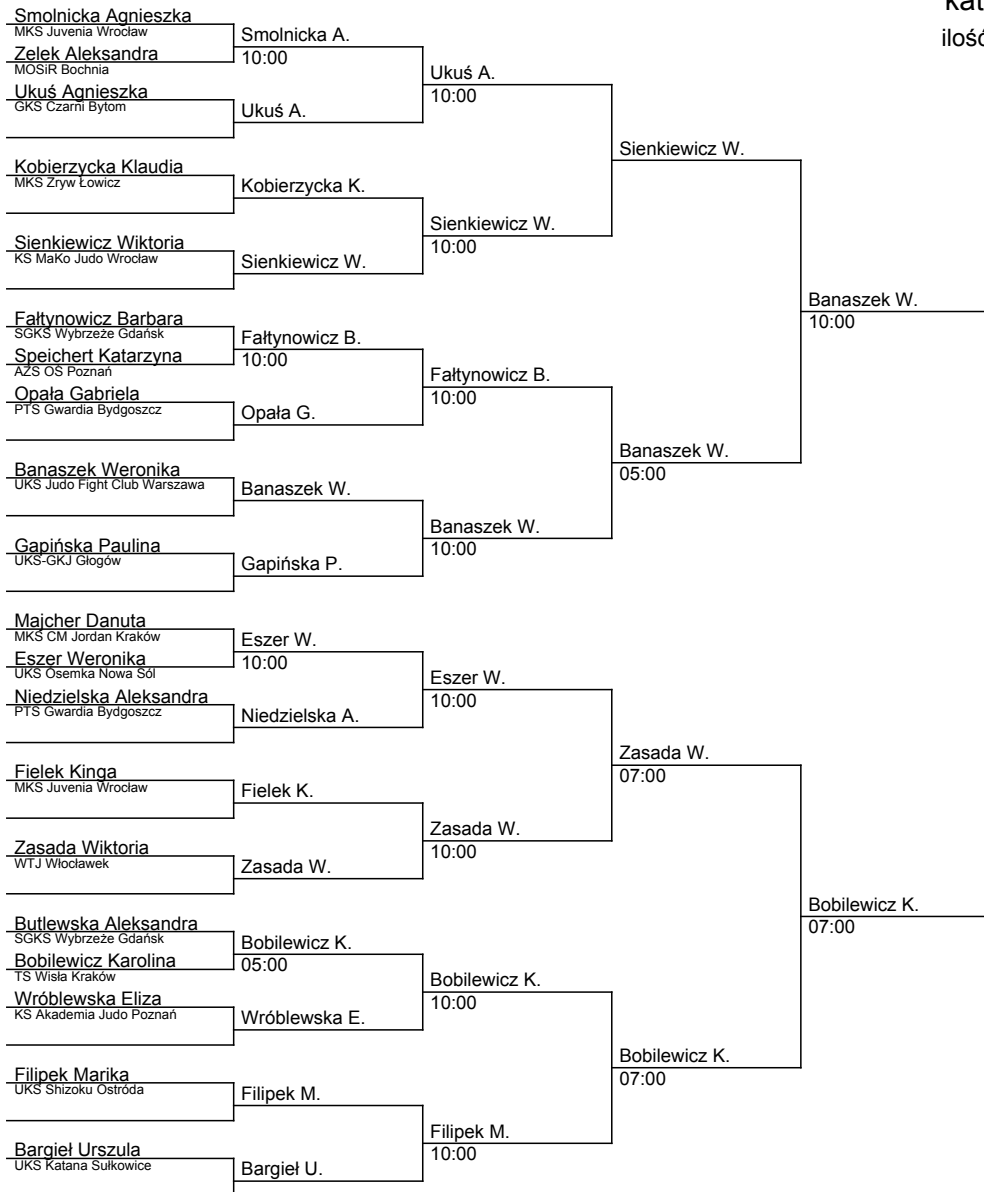 kat
ilość
Smolnicka Agnieszka
MKS Juvenia Wrocław
Zelek Aleksandra
MOSiR Bochnia
Ukuś Agnieszka
GKS Czarni Bytom
Kobierzycka Klaudia
MKS Zryw Łowicz
Sienkiewicz Wiktoria
KS MaKo Judo Wrocław
Fałtynowicz Barbara
SGKS Wybrzeże Gdańsk
Speichert Katarzyna
AZS OŚ Poznań
Opała Gabriela
PTS Gwardia Bydgoszcz
Banaszek Weronika
UKS Judo Fight Club Warszawa
Gapińska Paulina
UKS-GKJ Głogów
Majcher Danuta
MKS CM Jordan Kraków
Eszer Weronika
UKS Ósemka Nowa Sól
Niedzielska Aleksandra
PTS Gwardia Bydgoszcz
Fielek Kinga
MKS Juvenia Wrocław
Zasada Wiktoria
WTJ Włocławek
Butlewska Aleksandra
SGKS Wybrzeże Gdańsk
Bobilewicz Karolina
TS Wisła Kraków
Wróblewska Eliza
KS Akademia Judo Poznań
Filipek Marika
UKS Shizoku Ostróda
Bargieł Urszula
UKS Katana Sułkowice
Smolnicka A.
10:00
Ukuś A.
Kobierzycka K.
Sienkiewicz W.
Fałtynowicz B.
10:00
Opała G.
Banaszek W.
Gapińska P.
Eszer W.
10:00
Niedzielska A.
Fielek K.
Zasada W.
Bobilewicz K.
05:00
Wróblewska E.
Filipek M.
Bargieł U.
Ukuś A.
10:00
Sienkiewicz W.
10:00
Fałtynowicz B.
10:00
Banaszek W.
10:00
Eszer W.
10:00
Zasada W.
10:00
Bobilewicz K.
10:00
Filipek M.
10:00
Sienkiewicz W.
Banaszek W.
05:00
Zasada W.
07:00
Bobilewicz K.
07:00
Banaszek W.
10:00
Bobilewicz K.
07:00